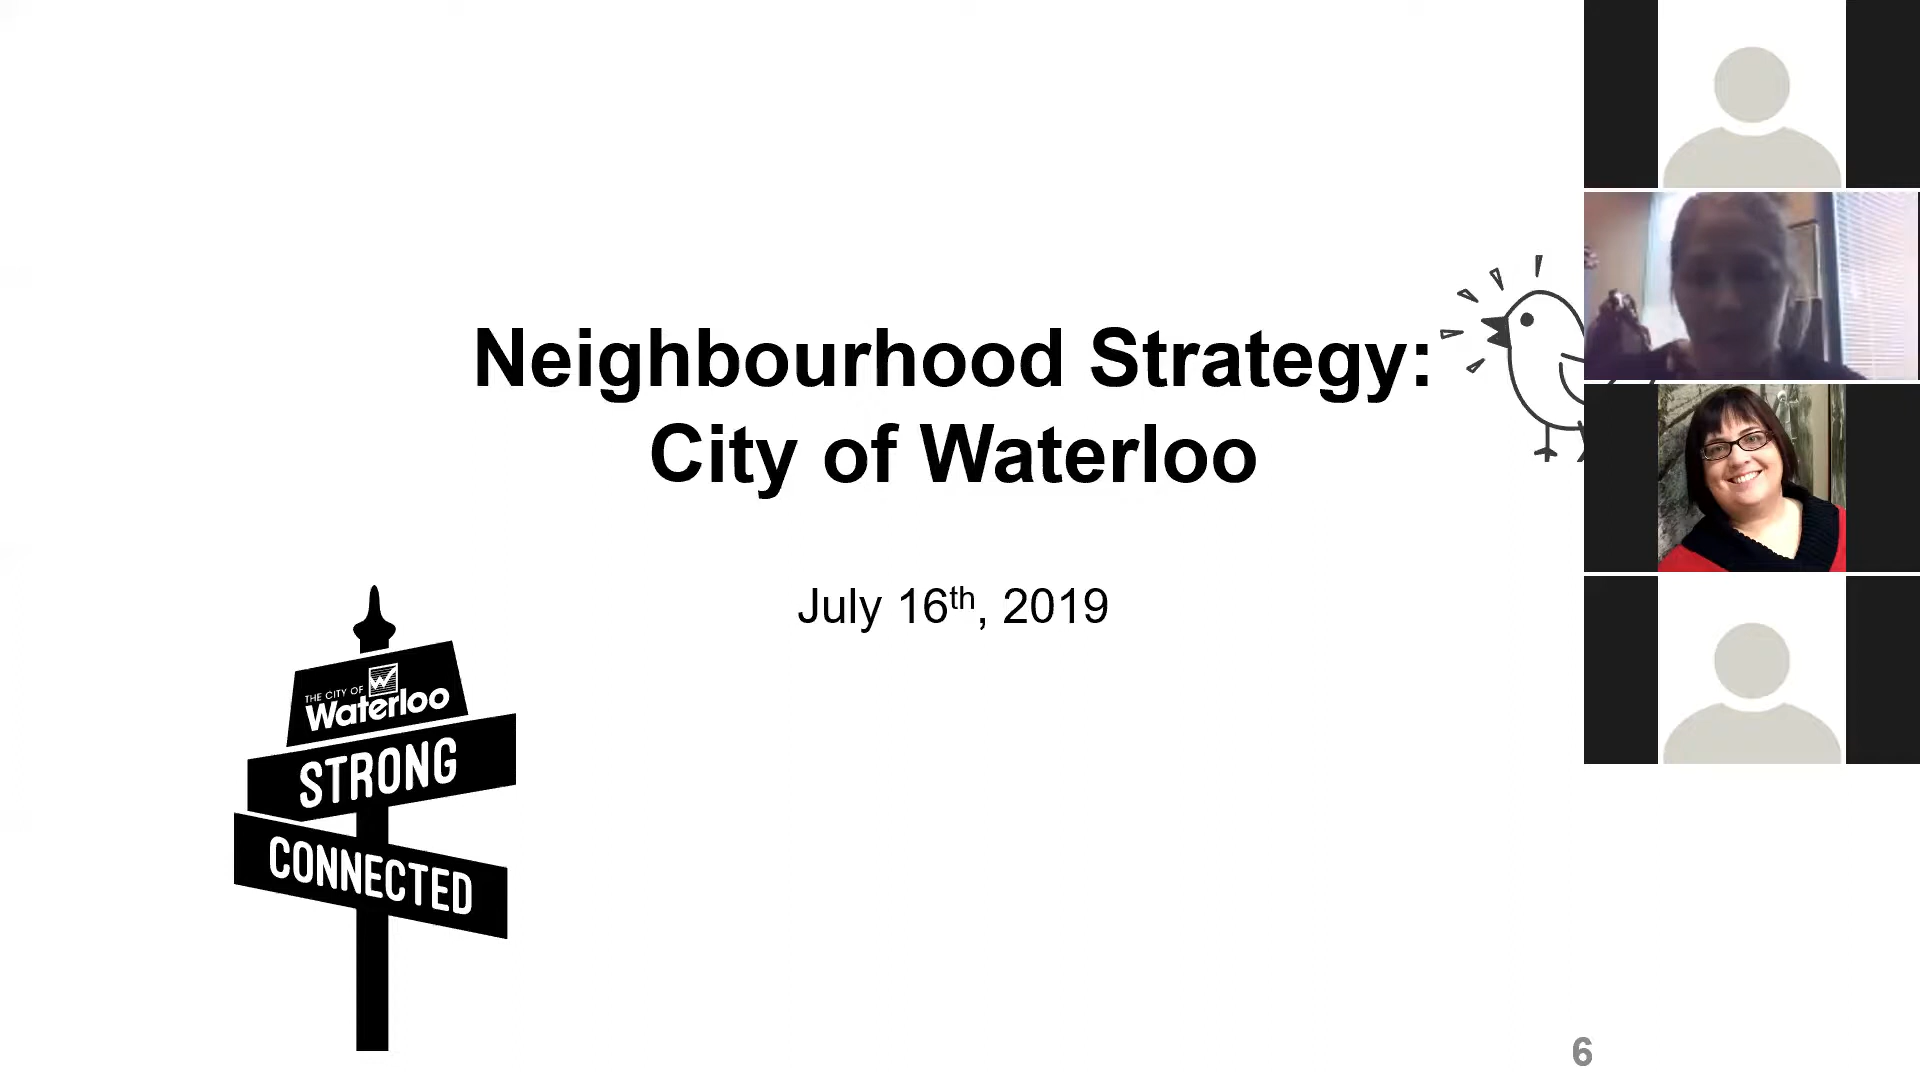 Neighbourhood Strategy:
City of Waterloo
July 16th, 2019
THE CITY OF
Waterloo
STRONG
CONNECTED
6